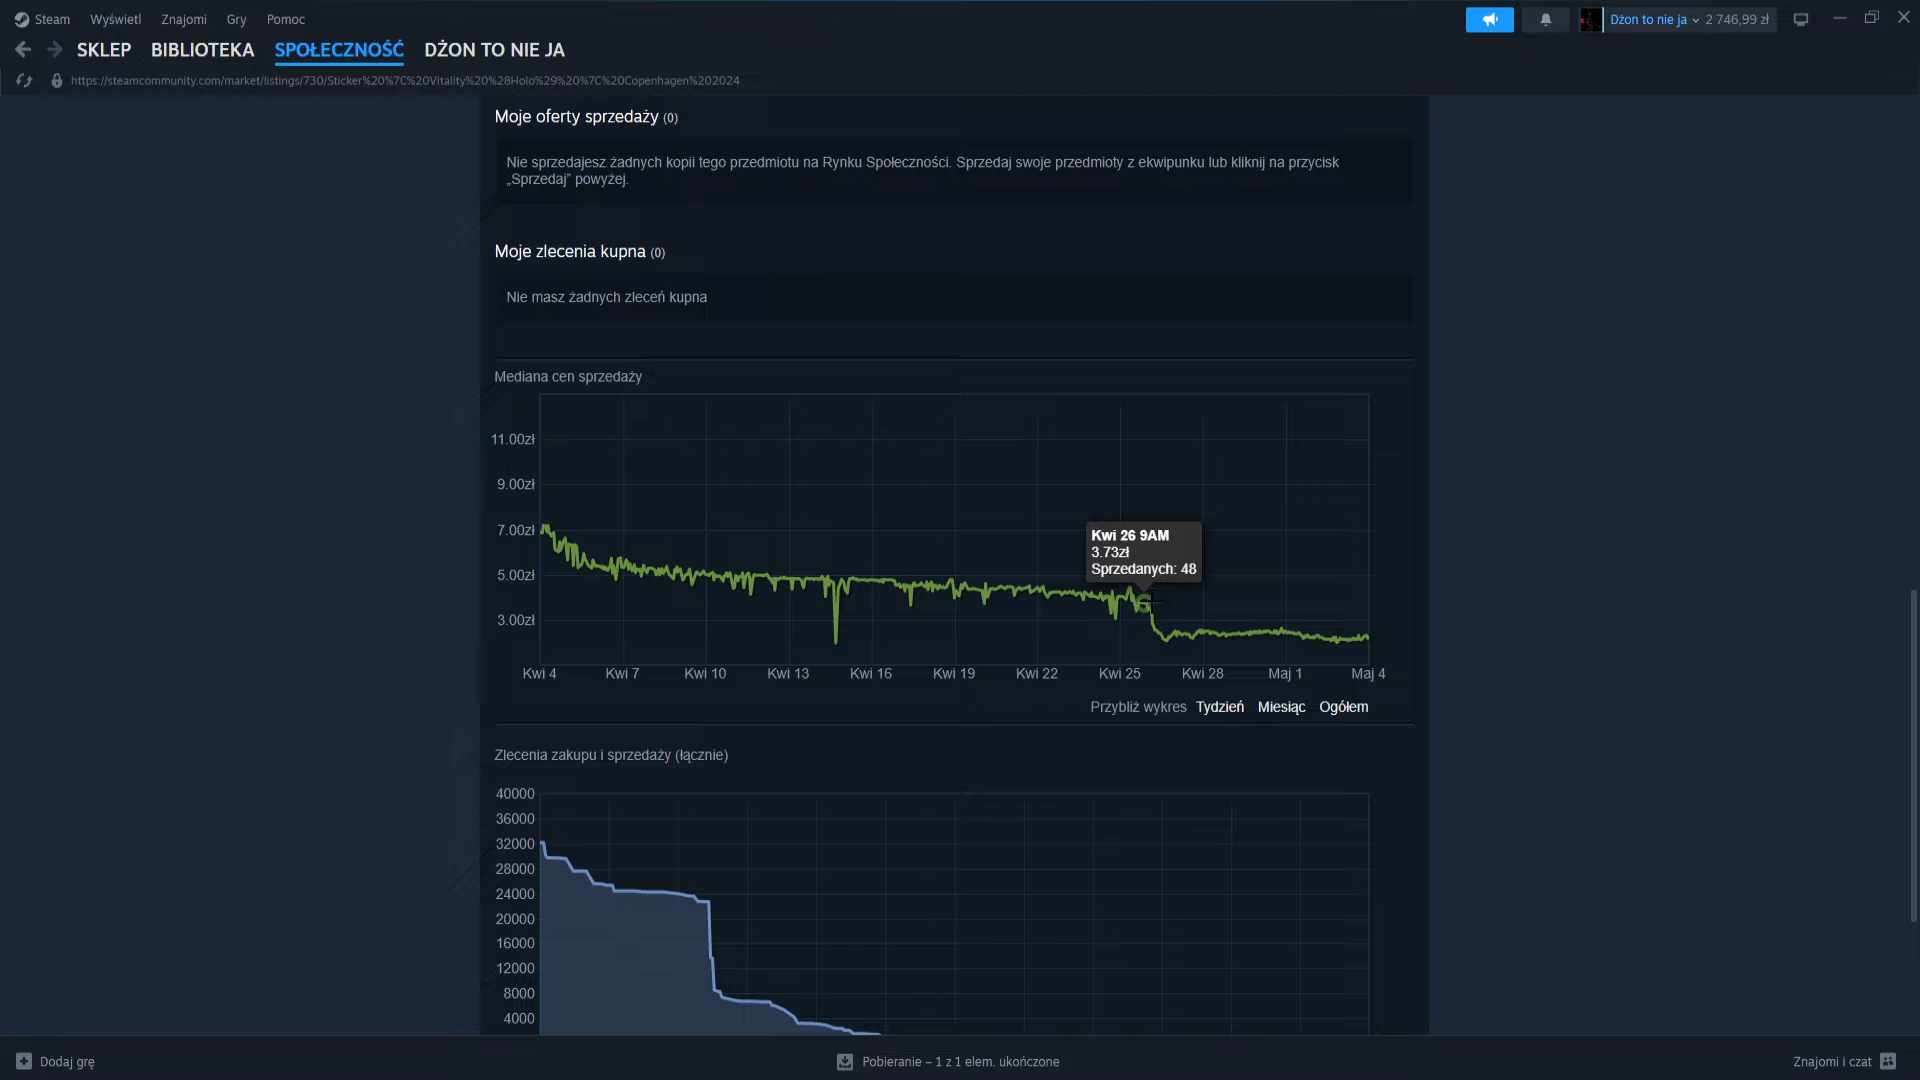 Steam Wyświetl Znajomi Gry Pomoc
Dżon to nie ja 2 746,99 zł
SKLEP BIBLIOTEKA SPOŁECZNOŚĆ DŻON TO NIE JA
https://steamcommunity.com/market/listings/730/Sticker%20%7C%20Vitality%20%28Holo%29%20%7C%20Copenhagen%202024
Moje oferty sprzedaży (0)
Nie sprzedajesz żadnych kopii tego przedmiotu na Rynku Społeczności. Sprzedaj swoje przedmioty z ekwipunku lub kliknij na przycisk
„Sprzedaj” powyżej.
Moje zlecenia kupna (0)
Nie masz żadnych zleceń kupna
Mediana cen sprzedaży
11.00zł
9.00zł
7.00zł
5.00zł
3.00zł
Kwi 26 9AM
3.73zł
Sprzedanych: 48
Kwi 4 Kwi 7 Kwi 10 Kwi 13 Kwi 16 Kwi 19 Kwi 22 Kwi 25 Kwi 28 Maj 1 Maj 4
Przybliż wykres Tydzień Miesiąc Ogółem
Zlecenia zakupu i sprzedaży (łącznie)
40000
36000
32000
28000
24000
20000
16000
12000
8000
4000
Dodaj grę
Pobieranie – 1 z 1 elem. ukończone
Znajomi i czat